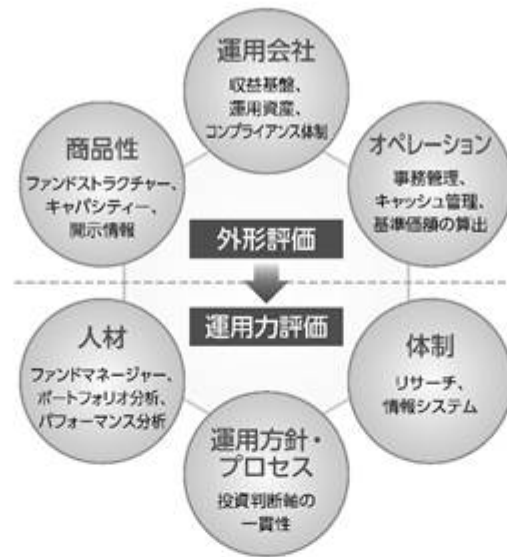 運用会社
収益基盤、
運用資産、
コンプライアンス体制
商品性
ファンドストラクチャー、
キャパシティー、
開示情報
オペレーション
事務管理、
キャッシュ管理、
基準価額の算出
外形評価
運用力評価
人材
ファンドマネージャー、
ポートフォリオ分析、
パフォーマンス分析
体制
リサーチ、
情報システム
運用方針・
プロセス
投資判断軸の
一貫性